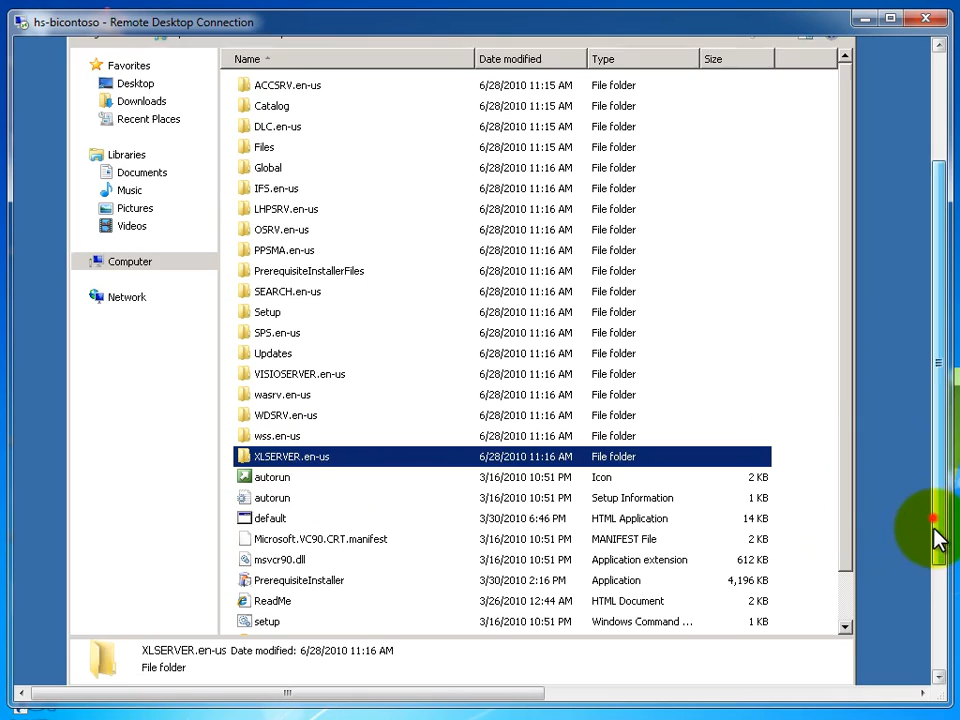 hs-bicontoso - Remote Desktop Connection
Name Date modified Type Size
Favorites
Desktop
Downloads
Recent Places
Libraries
Documents
Music
Pictures
Videos
Computer
Network
ACCSRV.en-us 6/28/2010 11:15 AM File folder
Catalog 6/28/2010 11:15 AM File folder
DLC.en-us 6/28/2010 11:15 AM File folder
Files 6/28/2010 11:15 AM File folder
Global 6/28/2010 11:16 AM File folder
IFS.en-us 6/28/2010 11:16 AM File folder
LHPSRV.en-us 6/28/2010 11:16 AM File folder
OSRV.en-us 6/28/2010 11:16 AM File folder
PPSMA.en-us 6/28/2010 11:16 AM File folder
PrerequisiteInstallerFiles 6/28/2010 11:16 AM File folder
SEARCH.en-us 6/28/2010 11:16 AM File folder
Setup 6/28/2010 11:16 AM File folder
SPS.en-us 6/28/2010 11:16 AM File folder
Updates 6/28/2010 11:16 AM File folder
VISIOSERVER.en-us 6/28/2010 11:16 AM File folder
wasrv.en-us 6/28/2010 11:16 AM File folder
WDSRV.en-us 6/28/2010 11:16 AM File folder
wss.en-us 6/28/2010 11:16 AM File folder
XLSERVER.en-us 6/28/2010 11:16 AM File folder
autorun 3/16/2010 10:51 PM Icon 2 KB
autorun 3/16/2010 10:51 PM Setup Information 1 KB
default 3/30/2010 6:46 PM HTML Application 14 KB
Microsoft.VC90.CRT.manifest 3/16/2010 10:51 PM MANIFEST File 2 KB
msvcr90.dll 3/16/2010 10:51 PM Application extension 612 KB
PrerequisiteInstaller 3/30/2010 2:16 PM Application 4,196 KB
ReadMe 3/26/2010 12:44 AM HTML Document 2 KB
setup 3/16/2010 10:51 PM Windows Command ... 1 KB
XLSERVER.en-us Date modified: 6/28/2010 11:16 AM
File folder